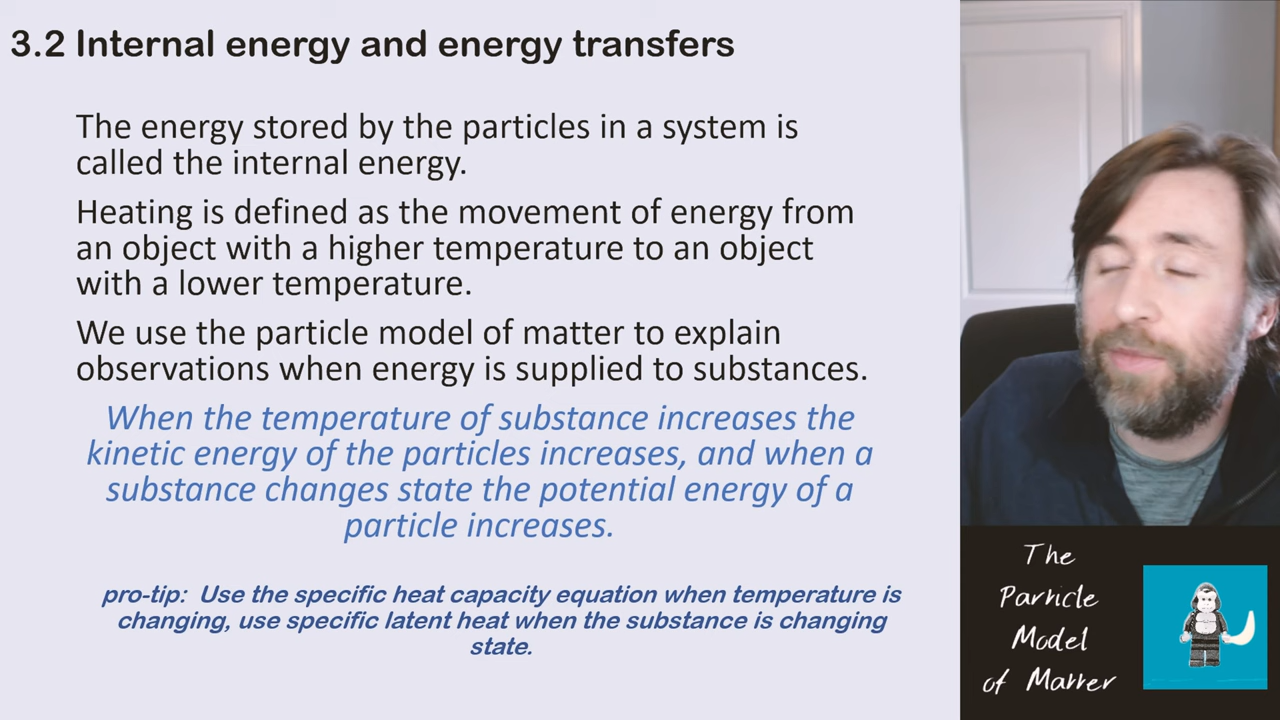 3.2 Internal energy and energy transfers
The energy stored by the particles in a system is
called the internal energy.
Heating is defined as the movement of energy from
an object with a higher temperature to an object
with a lower temperature.
We use the particle model of matter to explain
observations when energy is supplied to substances.
When the temperature of substance increases the
kinetic energy of the particles increases, and when a
substance changes state the potential energy of a
particle increases.
pro-tip: Use the specific heat capacity equation when temperature is
changing, use specific latent heat when the substance is changing
state.
The
Particle
Model
of Matter